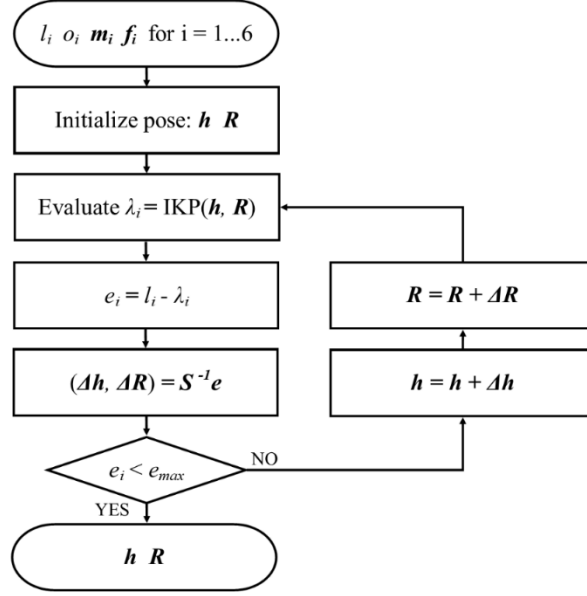 l_i o_i m_i f_i for i = 1...6
Initialize pose: h R
Evaluate λ_i = IKP(h, R)
e_i = l_i - λ_i
(Δh, ΔR) = S^-1 e
e_i < e_max
NO
YES
h R
R = R + ΔR
h = h + Δh